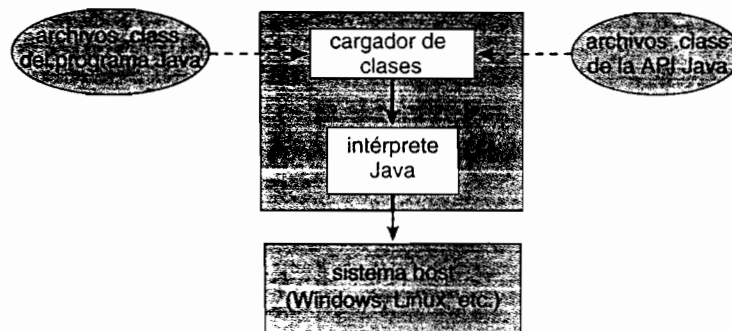 archivos .class
del programa Java
cargador de
clases
archivos .class
de la API Java
intérprete
Java
sistema host
(Windows, Linux, etc.)